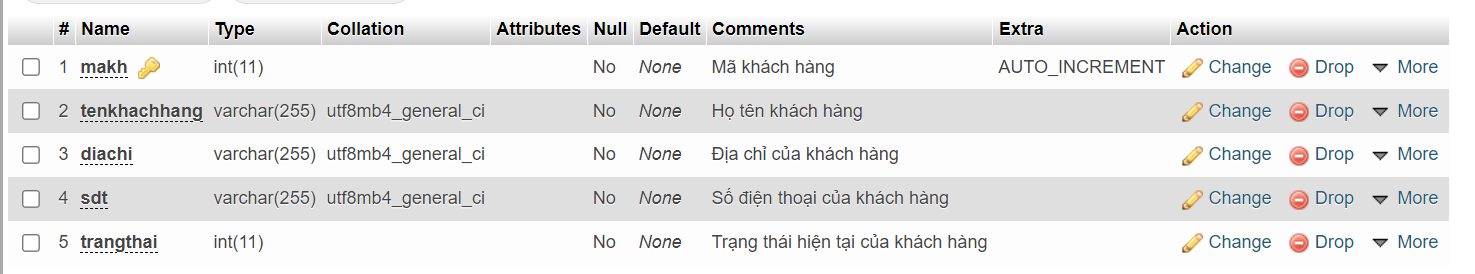 # Name Type Collation Attributes Null Default Comments Extra Action
1 makh int(11) No None Mã khách hàng AUTO_INCREMENT Change Drop More
2 tenkhachhang varchar(255) utf8mb4_general_ci No None Họ tên khách hàng Change Drop More
3 diachi varchar(255) utf8mb4_general_ci No None Địa chỉ của khách hàng Change Drop More
4 sdt varchar(255) utf8mb4_general_ci No None Số điện thoại của khách hàng Change Drop More
5 trangthai int(11) No None Trạng thái hiện tại của khách hàng Change Drop More